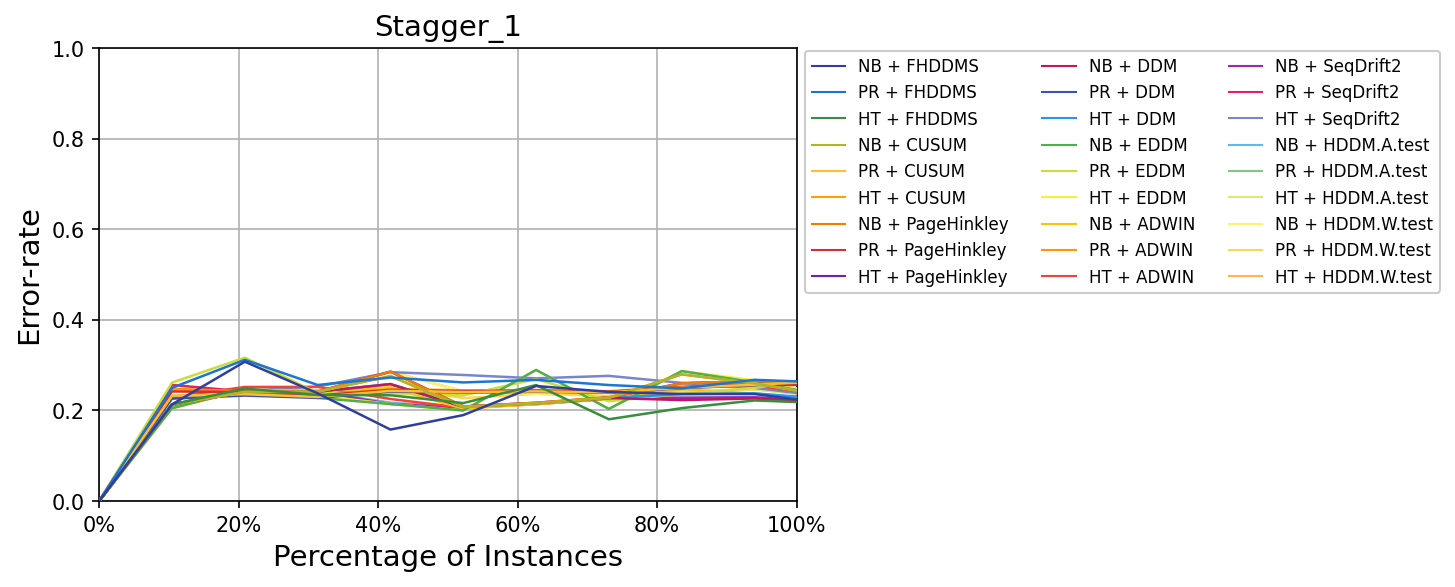 Stagger_1
1.0
0.8
0.6
0.4
0.2
0.0
Error-rate
0%
20%
40%
60%
80%
100%
Percentage of Instances
NB + FHDDMS
PR + FHDDMS
HT + FHDDMS
NB + CUSUM
PR + CUSUM
HT + CUSUM
NB + PageHinkley
PR + PageHinkley
HT + PageHinkley
NB + DDM
PR + DDM
HT + DDM
NB + EDDM
PR + EDDM
HT + EDDM
NB + ADWIN
PR + ADWIN
HT + ADWIN
NB + SeqDrift2
PR + SeqDrift2
HT + SeqDrift2
NB + HDDM.A.test
PR + HDDM.A.test
HT + HDDM.A.test
NB + HDDM.W.test
PR + HDDM.W.test
HT + HDDM.W.test